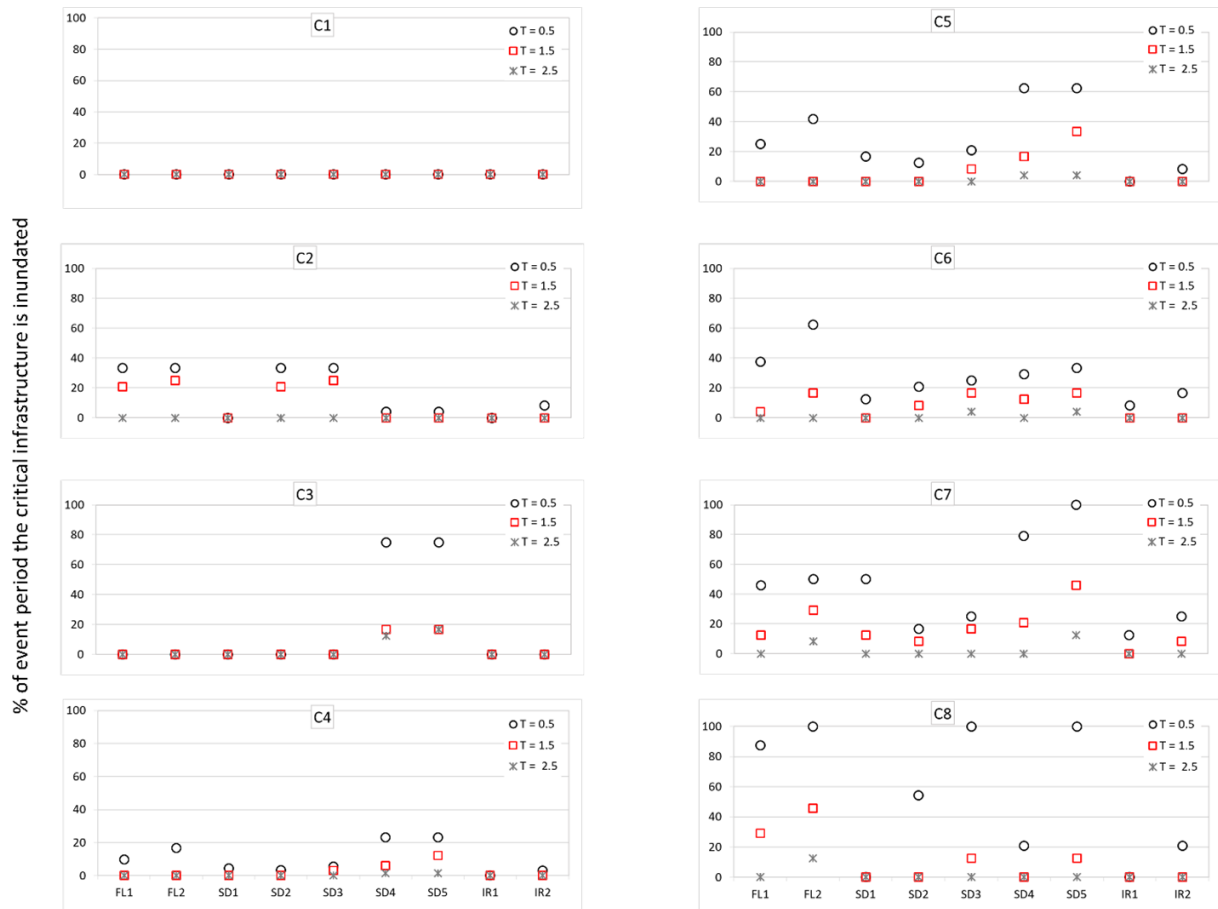 % of event period the critical infrastructure is inundated
C1
T = 0.5
T = 1.5
T = 2.5
100
80
60
40
20
0
C2
T = 0.5
T = 1.5
T = 2.5
100
80
60
40
20
0
C3
T = 0.5
T = 1.5
T = 2.5
100
80
60
40
20
0
C4
T = 0.5
T = 1.5
T = 2.5
100
80
60
40
20
0
FL1 FL2 SD1 SD2 SD3 SD4 SD5 IR1 IR2
C5
T = 0.5
T = 1.5
T = 2.5
100
80
60
40
20
0
C6
T = 0.5
T = 1.5
T = 2.5
100
80
60
40
20
0
C7
T = 0.5
T = 1.5
T = 2.5
100
80
60
40
20
0
C8
T = 0.5
T = 1.5
T = 2.5
100
80
60
40
20
0
FL1 FL2 SD1 SD2 SD3 SD4 SD5 IR1 IR2